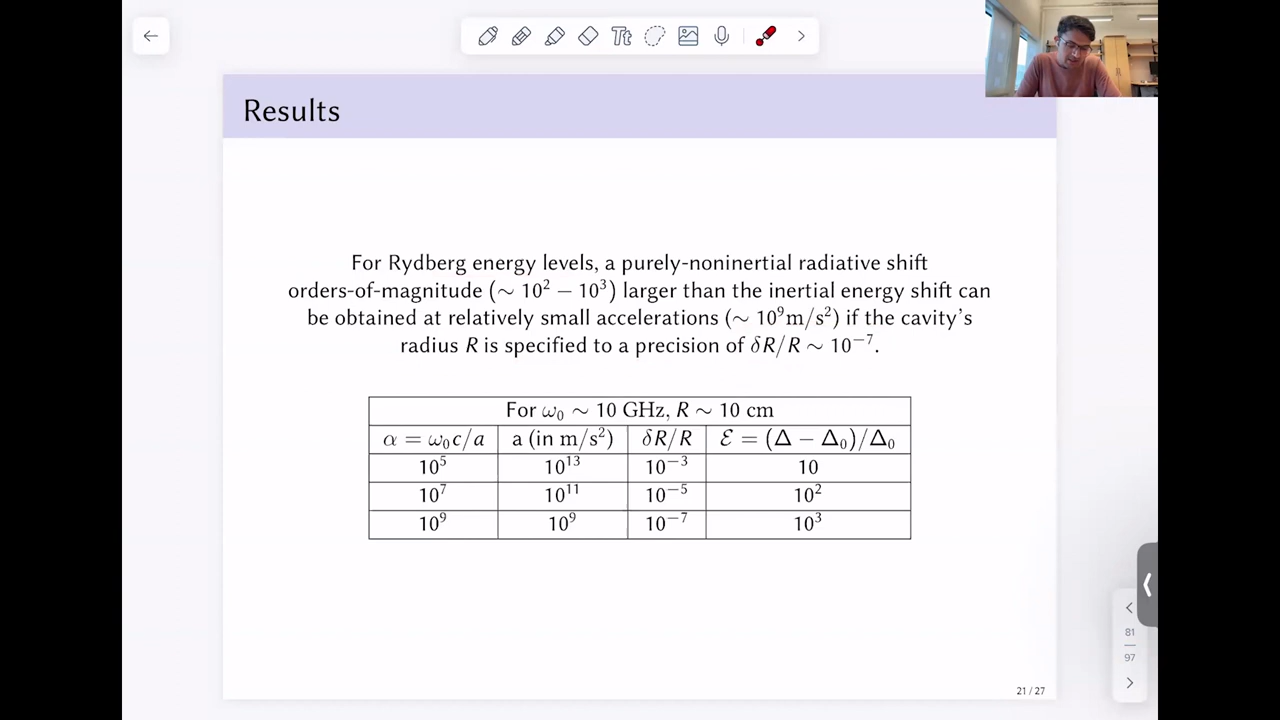 Tt
Results
For Rydberg energy levels, a purely-noninertial radiative shift
orders-of-magnitude (∼ 10² − 10³) larger than the inertial energy shift can
be obtained at relatively small accelerations (∼ 10⁹m/s²) if the cavity’s
radius R is specified to a precision of δR/R ∼ 10⁻⁷.
For ω₀ ∼ 10 GHz, R ∼ 10 cm
α = ω₀c/a a (in m/s²) δR/R ℰ = (Δ − Δ₀)/Δ₀
10⁵ 10¹³ 10⁻³ 10
10⁷ 10¹¹ 10⁻⁵ 10²
10⁹ 10⁹ 10⁻⁷ 10³
81
97
21 / 27